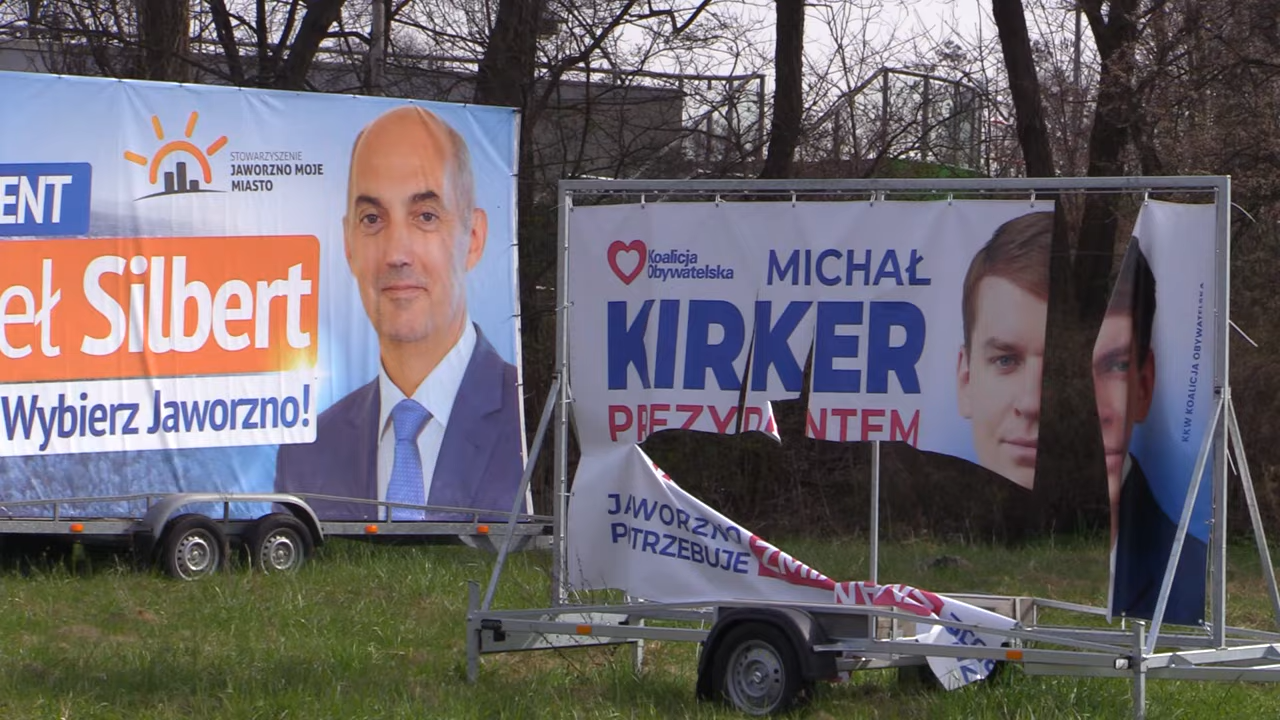 STOWARZYSZENIE
JAWORZNO MOJE
MIASTO
ENT
eł Silbert
Wybierz Jaworzno!
Koalicja
Obywatelska
MICHAŁ
KIRKER
PREZYDENTEM
JAWORZNO
POTRZEBUJE
KKW KOALICJA OBYWATELSKA